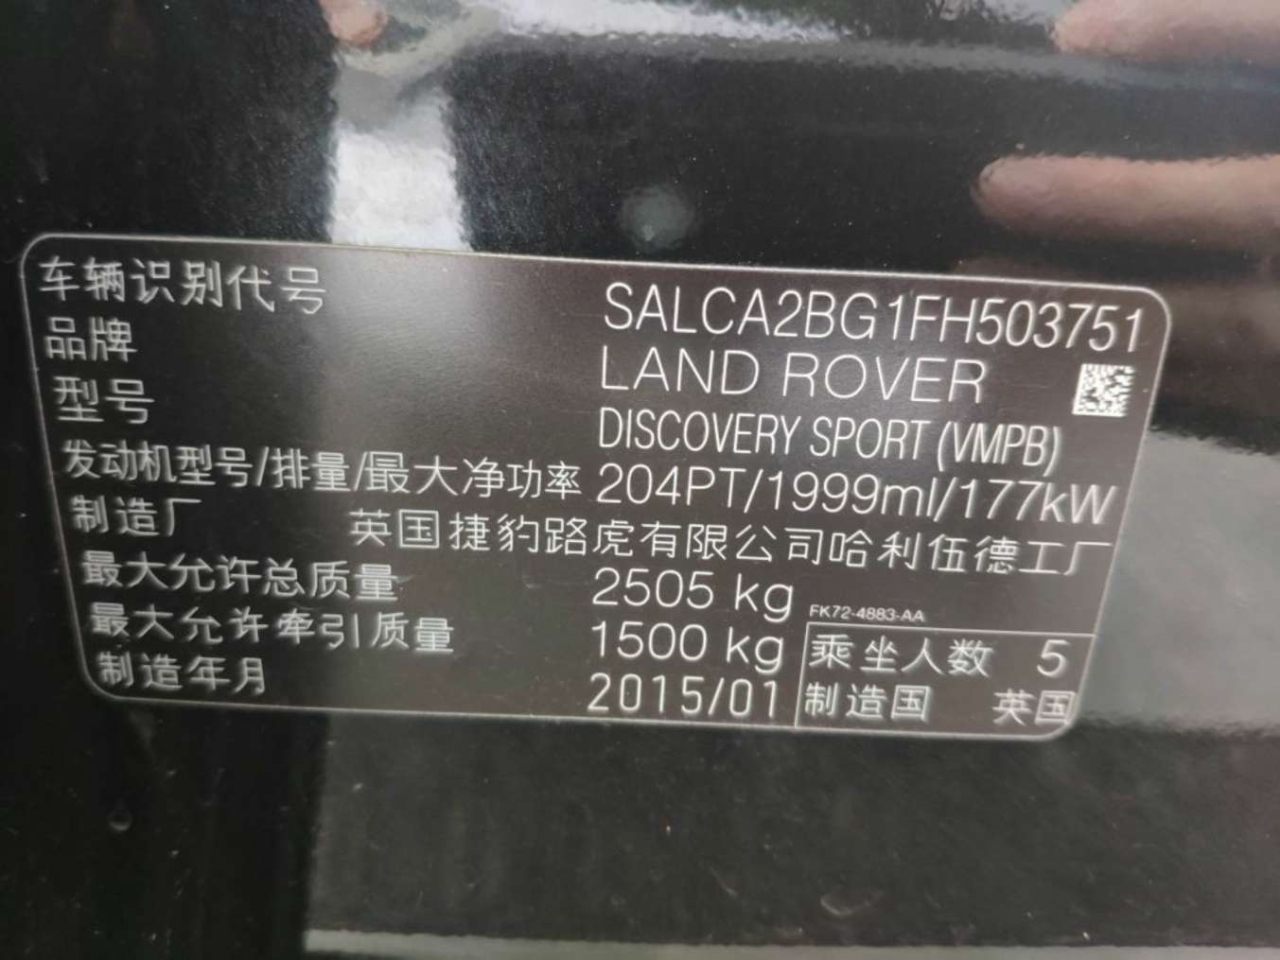 车辆识别代号 SALCA2BG1FH503751
品牌 LAND ROVER
型号 DISCOVERY SPORT (VMPB)
发动机型号/排量/最大净功率 204PT/1999ml/177kW
制造厂 英国捷豹路虎有限公司哈利伍德工厂
最大允许总质量 2505 kg
FK72-4883-AA
最大允许牵引质量 1500 kg
乘坐人数 5
制造年月 2015/01
制造国 英国